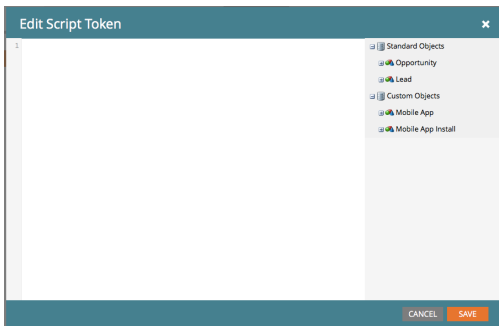 Edit Script Token
1
Standard Objects
Opportunity
Lead
Custom Objects
Mobile App
Mobile App Install
CANCEL
SAVE